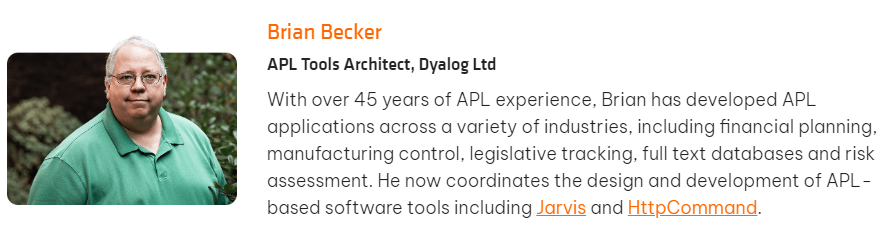 Brian Becker
APL Tools Architect, Dyalog Ltd
With over 45 years of APL experience, Brian has developed APL
applications across a variety of industries, including financial planning,
manufacturing control, legislative tracking, full text databases and risk
assessment. He now coordinates the design and development of APL-
based software tools including Jarvis and HttpCommand.